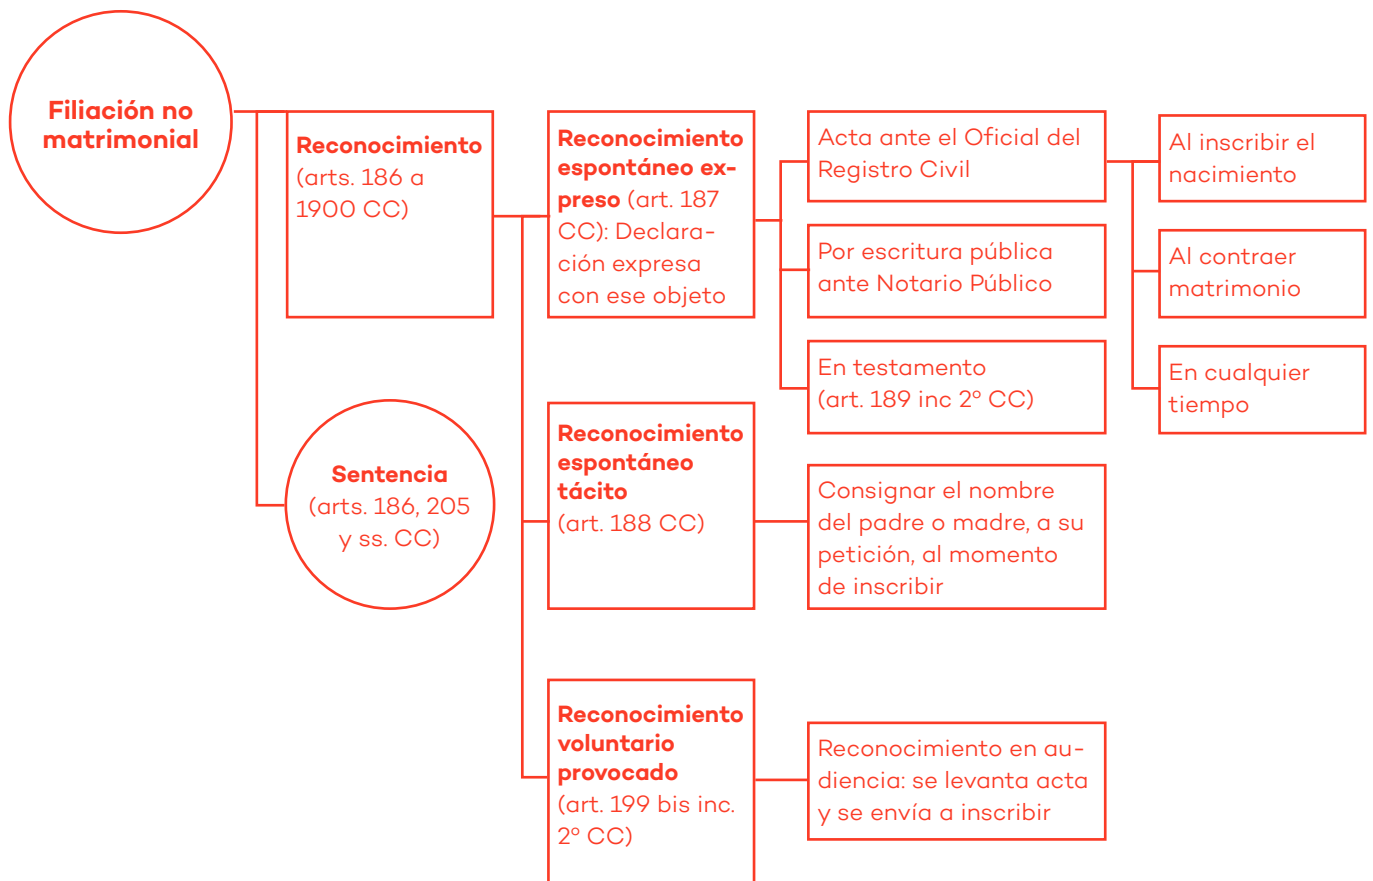 Filiación no
matrimonial
Reconocimiento
(arts. 186 a
1900 CC)
Sentencia
(arts. 186, 205
y ss. CC)
Reconocimiento
espontáneo ex-
preso (art. 187
CC): Declara-
ción expresa
con ese objeto
Acta ante el Oficial del
Registro Civil
Al inscribir el
nacimiento
Al contraer
matrimonio
En cualquier
tiempo
Por escritura pública
ante Notario Público
En testamento
(art. 189 inc 2º CC)
Reconocimiento
espontáneo
tácito
(art. 188 CC)
Consignar el nombre
del padre o madre, a su
petición, al momento
de inscribir
Reconocimiento
voluntario
provocado
(art. 199 bis inc.
2º CC)
Reconocimiento en au-
diencia: se levanta acta
y se envía a inscribir